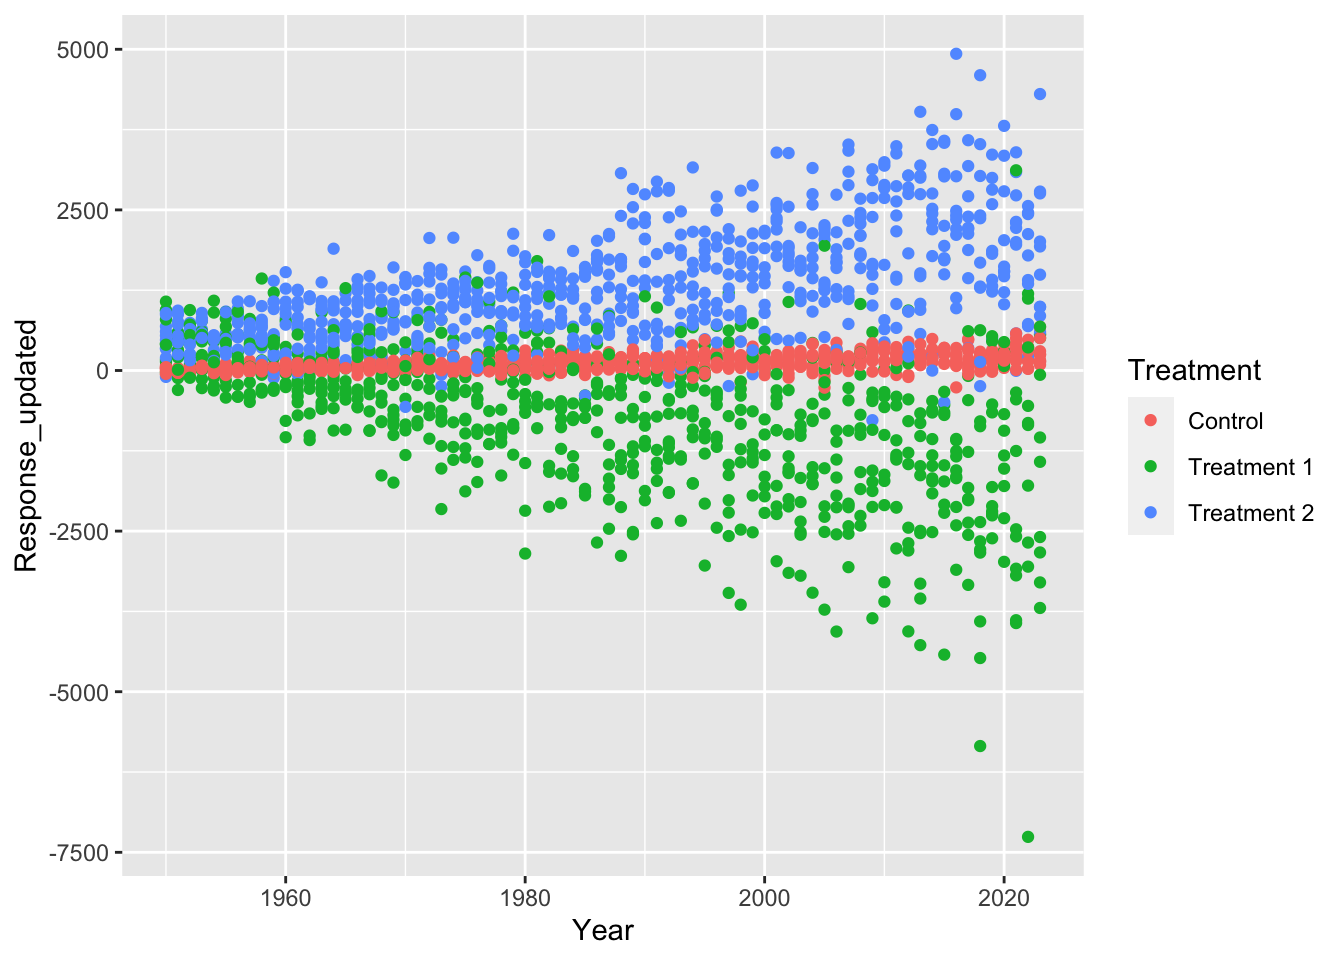 Response_updated
5000
2500
0
-2500
-5000
-7500
1960
1980
2000
2020
Year
Treatment
Control
Treatment 1
Treatment 2